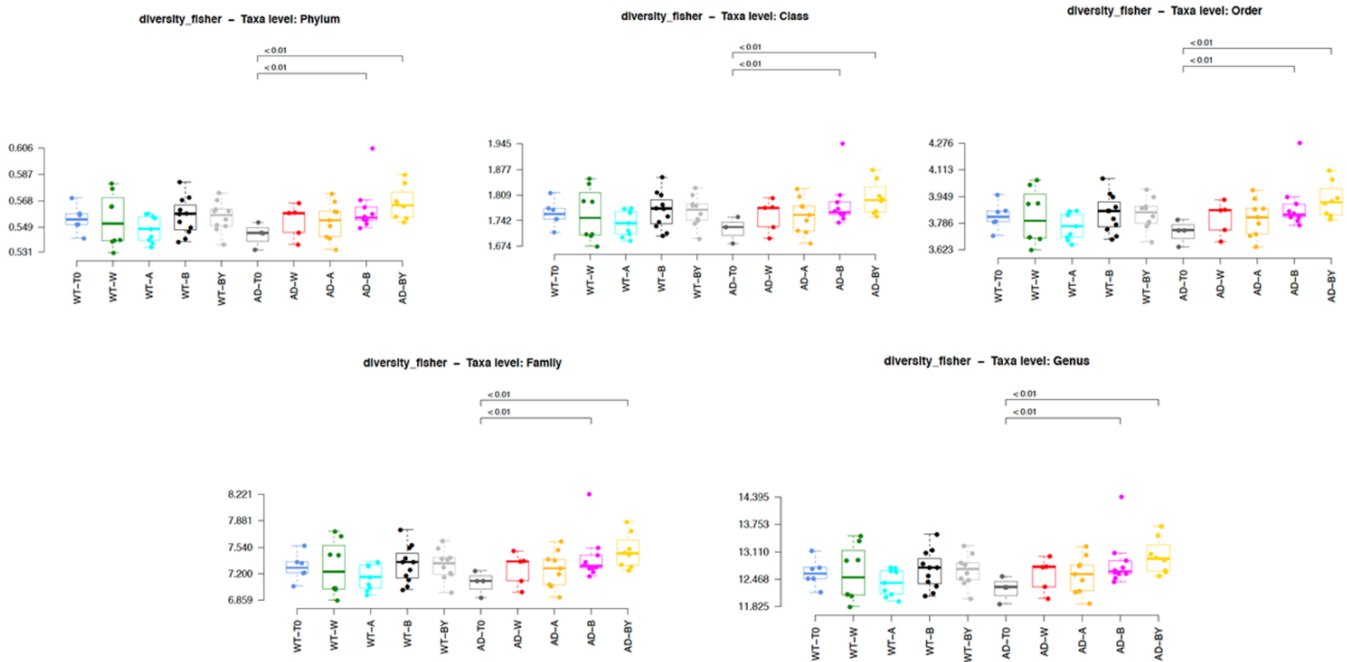 diversity_fisher − Taxa level: Phylum
< 0.01
< 0.01
0.606
0.587
0.568
0.549
0.531
WT−T0
WT−W
WT−A
WT−B
WT−BY
AD−T0
AD−W
AD−A
AD−B
AD−BY
diversity_fisher − Taxa level: Class
< 0.01
< 0.01
1.945
1.877
1.809
1.742
1.674
WT−T0
WT−W
WT−A
WT−B
WT−BY
AD−T0
AD−W
AD−A
AD−B
AD−BY
diversity_fisher − Taxa level: Order
< 0.01
< 0.01
4.276
4.113
3.949
3.786
3.623
WT−T0
WT−W
WT−A
WT−B
WT−BY
AD−T0
AD−W
AD−A
AD−B
AD−BY
diversity_fisher − Taxa level: Family
< 0.01
< 0.01
8.221
7.881
7.540
7.200
6.859
WT−T0
WT−W
WT−A
WT−B
WT−BY
AD−T0
AD−W
AD−A
AD−B
AD−BY
diversity_fisher − Taxa level: Genus
< 0.01
< 0.01
14.395
13.753
13.110
12.468
11.825
WT−T0
WT−W
WT−A
WT−B
WT−BY
AD−T0
AD−W
AD−A
AD−B
AD−BY